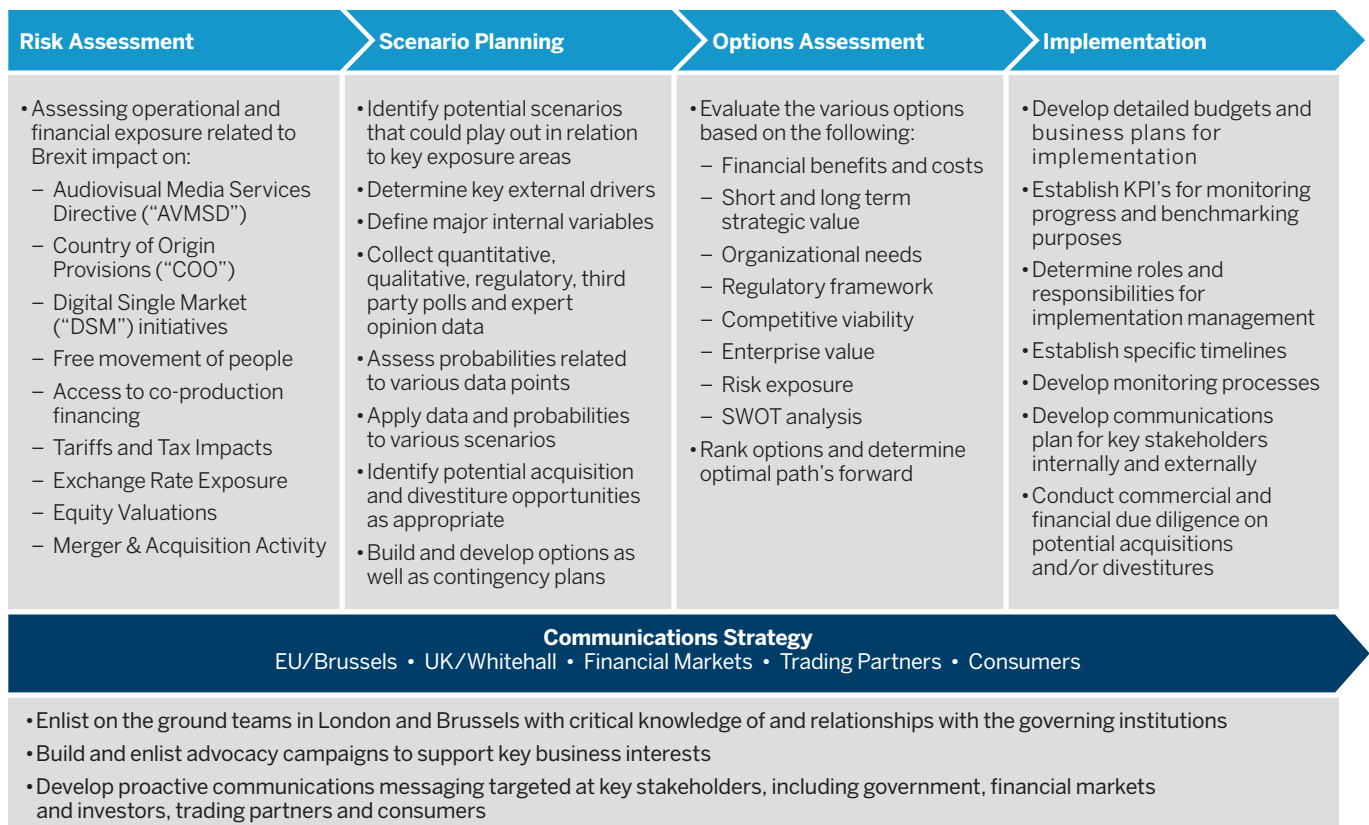 Risk Assessment
Scenario Planning
Options Assessment
Implementation
• Assessing operational and
financial exposure related to
Brexit impact on:
– Audiovisual Media Services
Directive (“AVMSD”)
– Country of Origin
Provisions (“COO”)
– Digital Single Market
(“DSM”) initiatives
– Free movement of people
– Access to co-production
financing
– Tariffs and Tax Impacts
– Exchange Rate Exposure
– Equity Valuations
– Merger & Acquisition Activity
• Identify potential scenarios
that could play out in relation
to key exposure areas
• Determine key external drivers
• Define major internal variables
• Collect quantitative,
qualitative, regulatory, third
party polls and expert
opinion data
• Assess probabilities related
to various data points
• Apply data and probabilities
to various scenarios
• Identify potential acquisition
and divestiture opportunities
as appropriate
• Build and develop options as
well as contingency plans
• Evaluate the various options
based on the following:
– Financial benefits and costs
– Short and long term
strategic value
– Organizational needs
– Regulatory framework
– Competitive viability
– Enterprise value
– Risk exposure
– SWOT analysis
• Rank options and determine
optimal path’s forward
• Develop detailed budgets and
business plans for
implementation
• Establish KPI’s for monitoring
progress and benchmarking
purposes
• Determine roles and
responsibilities for
implementation management
• Establish specific timelines
• Develop monitoring processes
• Develop communications
plan for key stakeholders
internally and externally
• Conduct commercial and
financial due diligence on
potential acquisitions
and/or divestitures
Communications Strategy
EU/Brussels • UK/Whitehall • Financial Markets • Trading Partners • Consumers
• Enlist on the ground teams in London and Brussels with critical knowledge of and relationships with the governing institutions
• Build and enlist advocacy campaigns to support key business interests
• Develop proactive communications messaging targeted at key stakeholders, including government, financial markets
and investors, trading partners and consumers